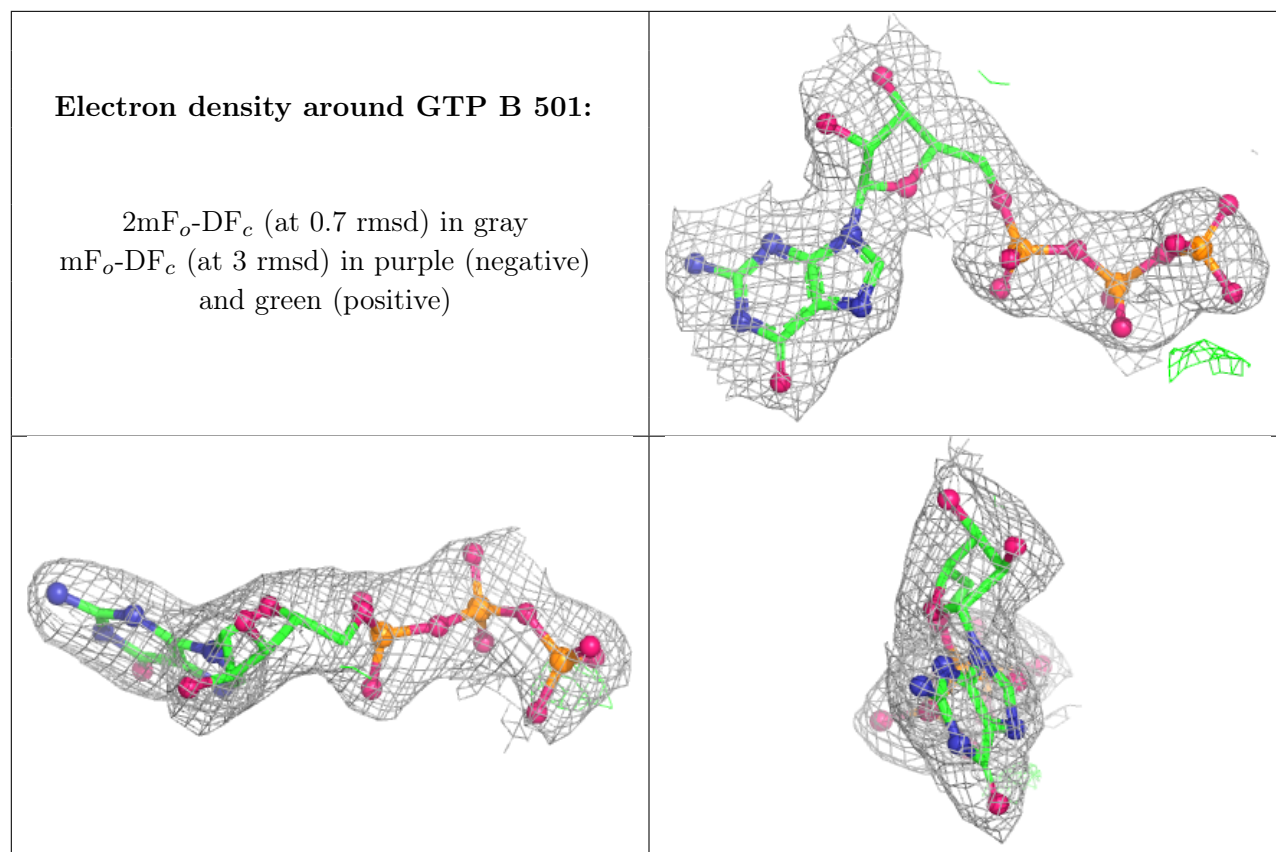 Electron density around GTP B 501:
2mFo-DFc (at 0.7 rmsd) in gray
mFo-DFc (at 3 rmsd) in purple (negative)
and green (positive)